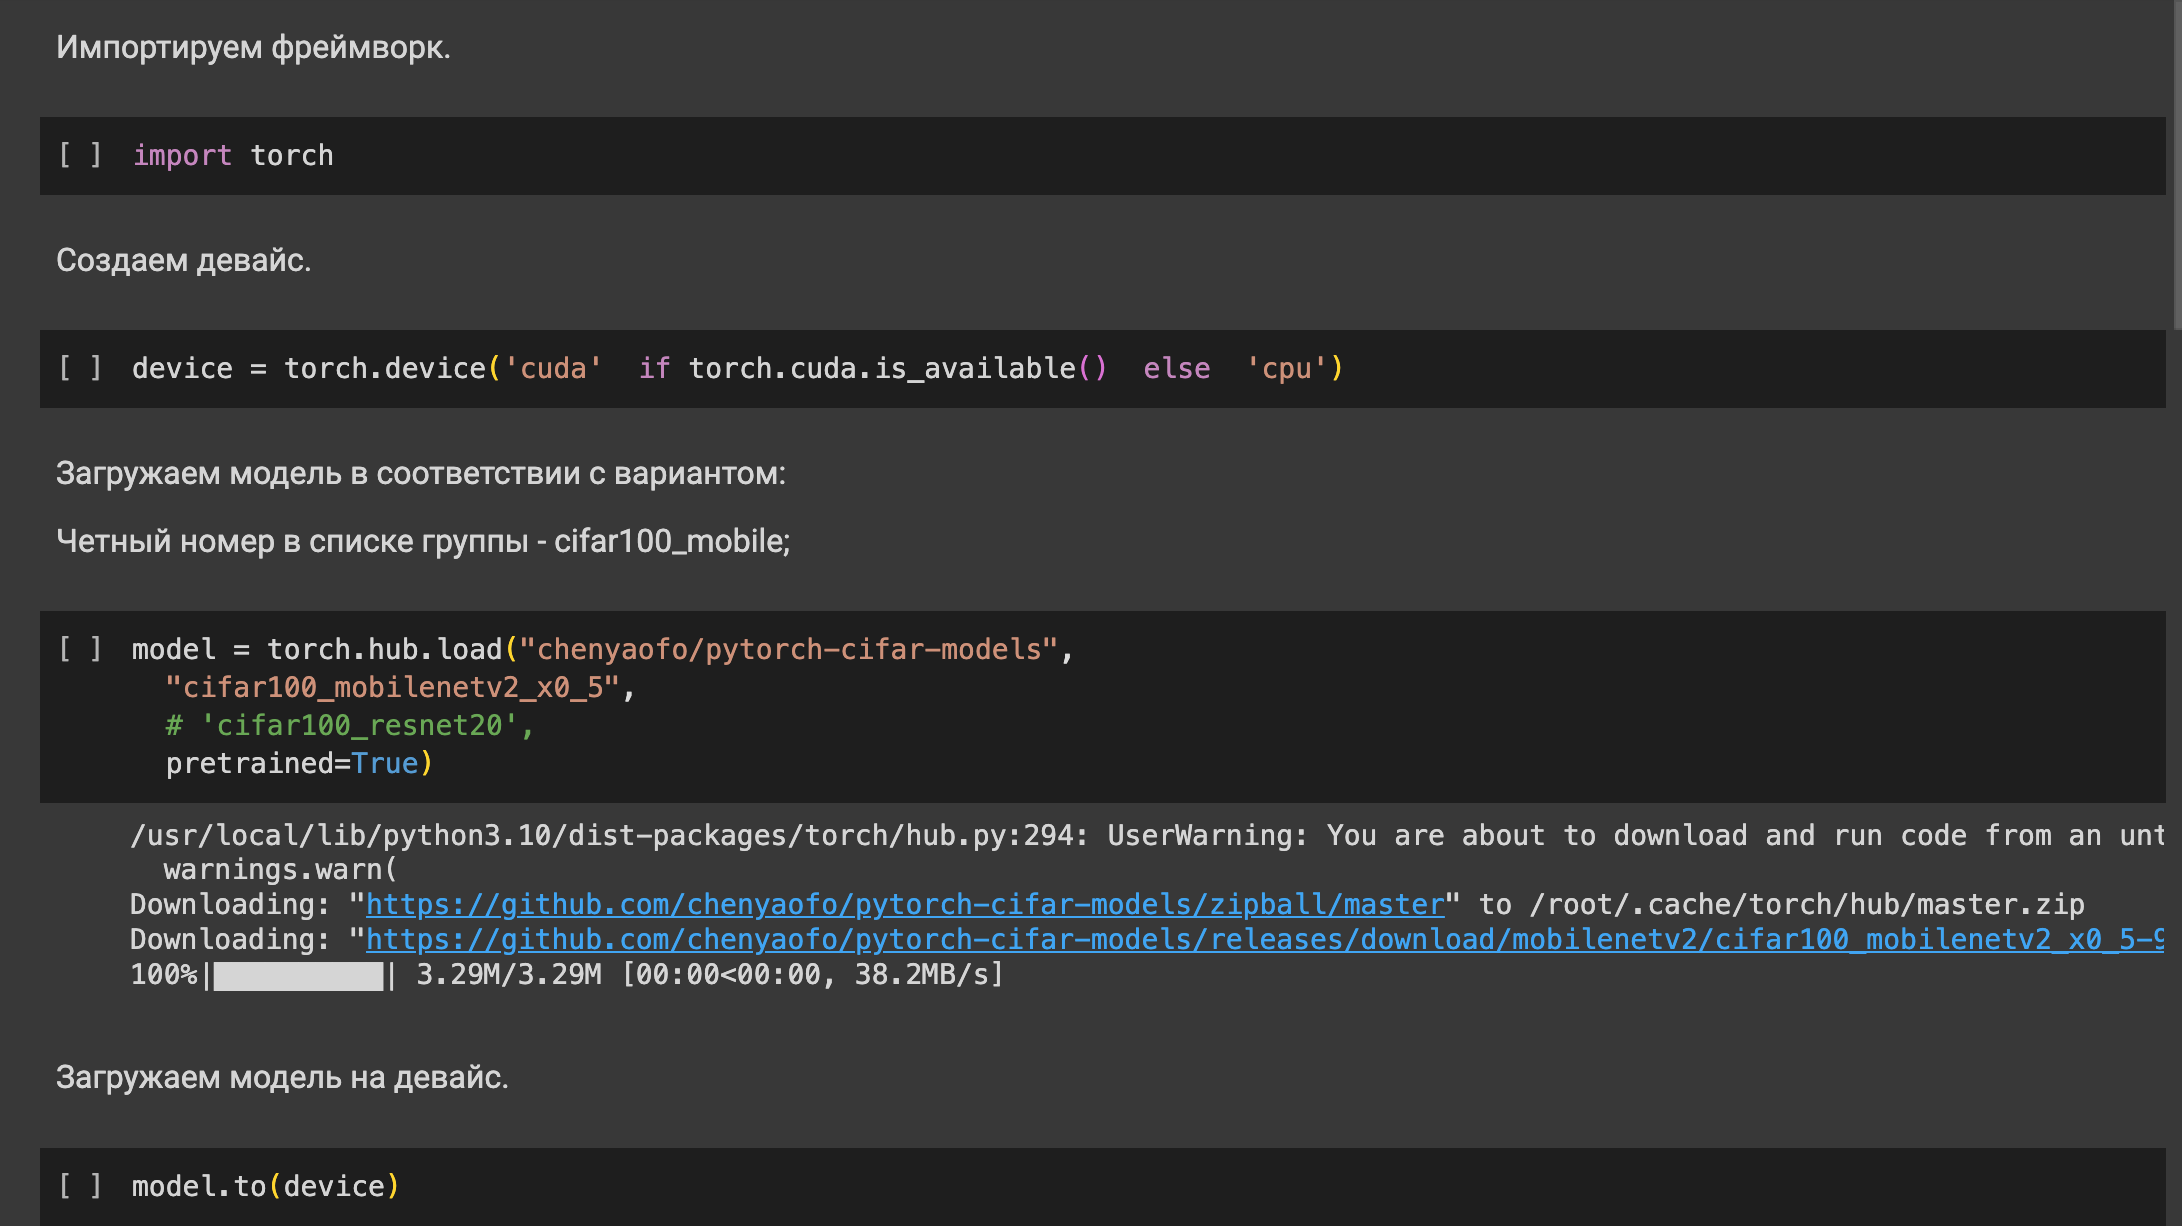 Импортируем фреймворк.
[ ] import torch
Создаем девайс.
[ ] device = torch.device('cuda'  if torch.cuda.is_available()  else  'cpu')
Загружаем модель в соответствии с вариантом:
Четный номер в списке группы - cifar100_mobile;
[ ] model = torch.hub.load("chenyaofo/pytorch-cifar-models",
"cifar100_mobilenetv2_x0_5",
# 'cifar100_resnet20',
pretrained=True)
/usr/local/lib/python3.10/dist-packages/torch/hub.py:294: UserWarning: You are about to download and run code from an unt
warnings.warn(
Downloading: "https://github.com/chenyaofo/pytorch-cifar-models/zipball/master" to /root/.cache/torch/hub/master.zip
Downloading: "https://github.com/chenyaofo/pytorch-cifar-models/releases/download/mobilenetv2/cifar100_mobilenetv2_x0_5-9
100%|██████████| 3.29M/3.29M [00:00<00:00, 38.2MB/s]
Загружаем модель на девайс.
[ ] model.to(device)